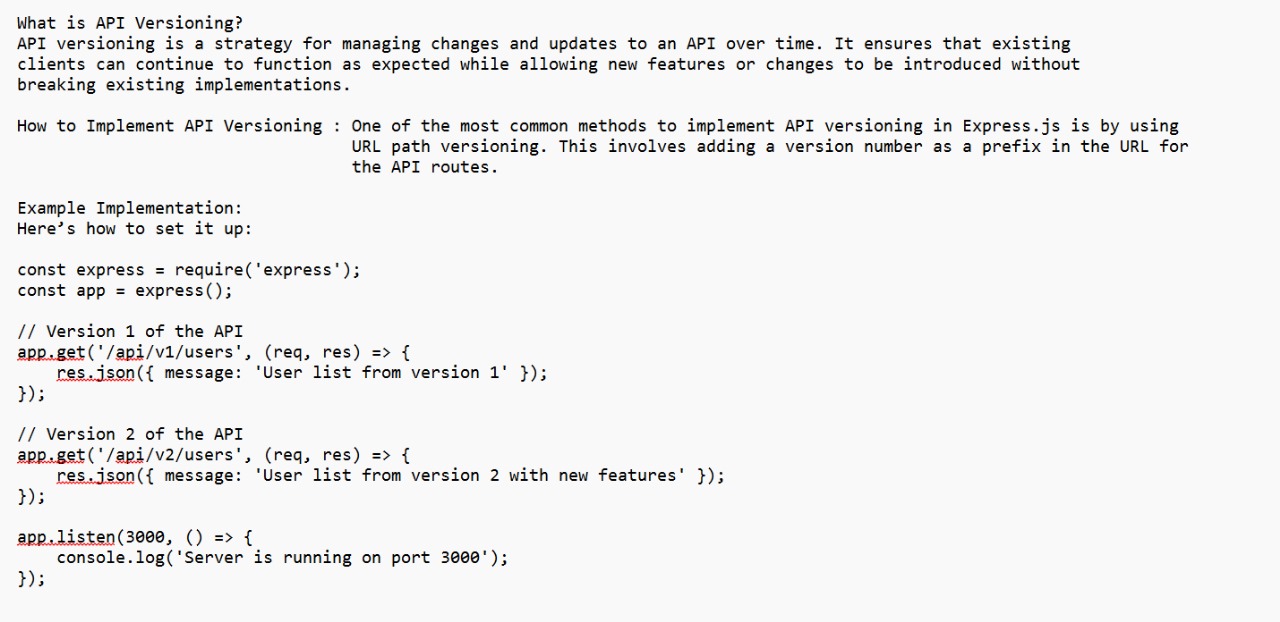 What is API Versioning?
API versioning is a strategy for managing changes and updates to an API over time. It ensures that existing
clients can continue to function as expected while allowing new features or changes to be introduced without
breaking existing implementations.
How to Implement API Versioning : One of the most common methods to implement API versioning in Express.js is by using
URL path versioning. This involves adding a version number as a prefix in the URL for
the API routes.
Example Implementation:
Here’s how to set it up:
const express = require('express');
const app = express();
// Version 1 of the API
app.get('/api/v1/users', (req, res) => {
    res.json({ message: 'User list from version 1' });
});
// Version 2 of the API
app.get('/api/v2/users', (req, res) => {
    res.json({ message: 'User list from version 2 with new features' });
});
app.listen(3000, () => {
    console.log('Server is running on port 3000');
});